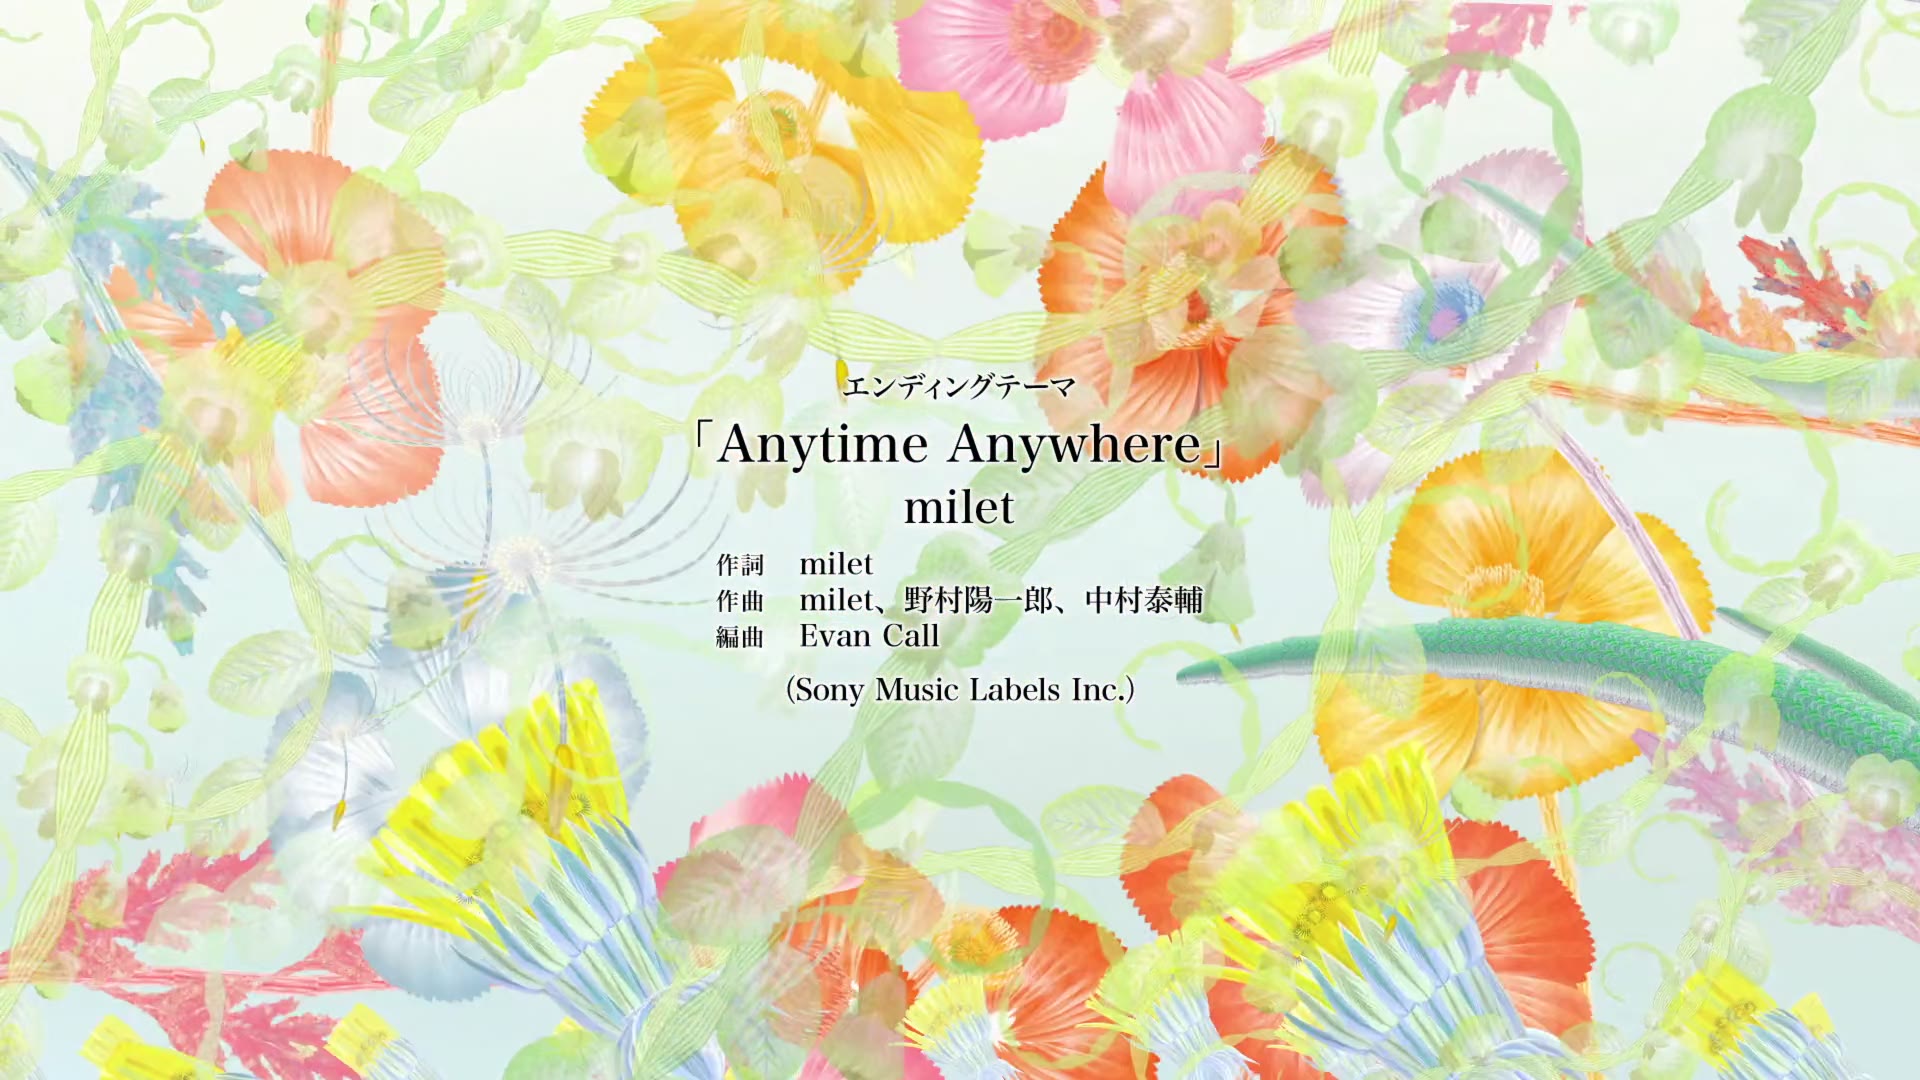 エンディングテーマ
「Anytime Anywhere」
milet
作詞 milet
作曲 milet、野村陽一郎、中村泰輔
編曲 Evan Call
(Sony Music Labels Inc.)